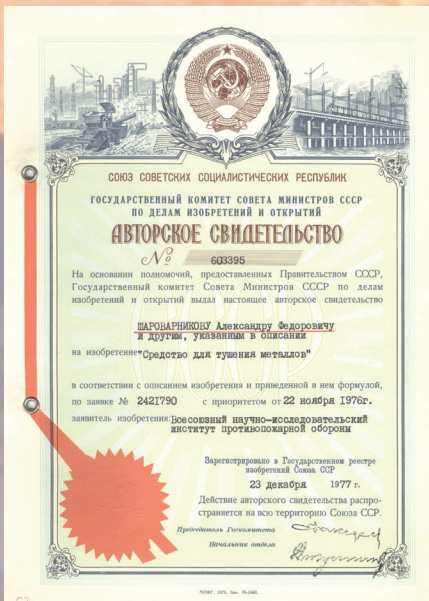 СОЮЗ СОВЕТСКИХ СОЦИАЛИСТИЧЕСКИХ РЕСПУБЛИК
ГОСУДАРСТВЕННЫЙ КОМИТЕТ СОВЕТА МИНИСТРОВ СССР
ПО ДЕЛАМ ИЗОБРЕТЕНИЙ И ОТКРЫТИЙ
АВТОРСКОЕ СВИДЕТЕЛЬСТВО
№ 603395
На основании полномочий, предоставленных Правительством СССР,
Государственный комитет Совета Министров СССР по делам
изобретений и открытий выдал настоящее авторское свидетельство
ШАРОВАРНИКОВУ Александру Федоровичу
и другим, указанным в описании
на изобретение "Средство для тушения металлов"
в соответствии с описанием изобретения и приведенной в нем формулой,
по заявке № 2421790 с приоритетом от 22 ноября 1976г.
заявитель изобретения: Всесоюзный научно-исследовательский
институт противопожарной обороны
Зарегистрировано в Государственном реестре
изобретений Союза ССР
23 декабря 1977 г.
Действие авторского свидетельства распро-
страняется на всю территорию Союза ССР.
Председатель Госкомитета
Начальник отдела